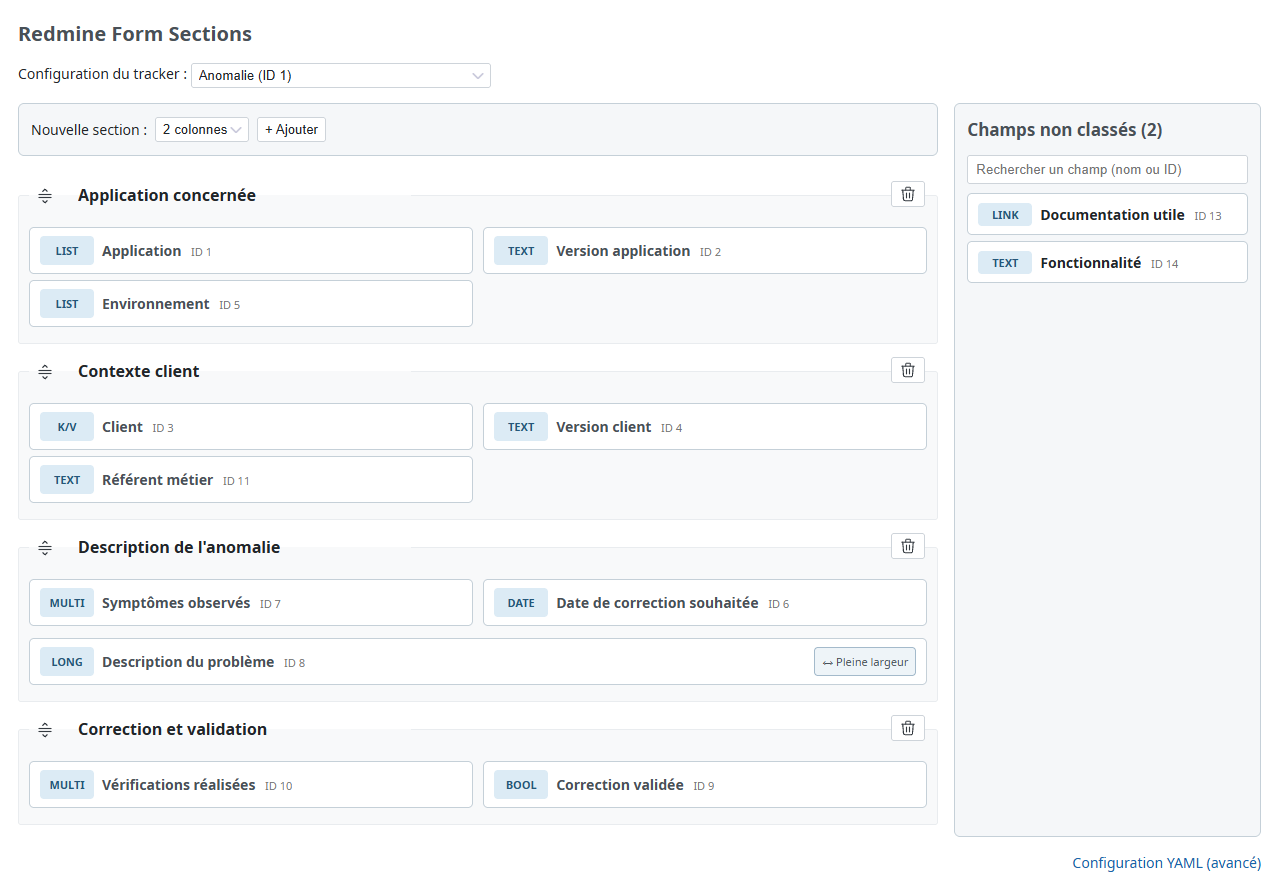 Redmine Form Sections
Configuration du tracker : Anomalie (ID 1)
Nouvelle section : 2 colonnes + Ajouter
Application concernée
LIST Application ID 1
TEXT Version application ID 2
LIST Environnement ID 5
Contexte client
K/V Client ID 3
TEXT Version client ID 4
TEXT Référent métier ID 11
Description de l'anomalie
MULTI Symptômes observés ID 7
DATE Date de correction souhaitée ID 6
LONG Description du problème ID 8
↔ Pleine largeur
Correction et validation
MULTI Vérifications réalisées ID 10
BOOL Correction validée ID 9
Champs non classés (2)
Rechercher un champ (nom ou ID)
LINK Documentation utile ID 13
TEXT Fonctionnalité ID 14
Configuration YAML (avancé)